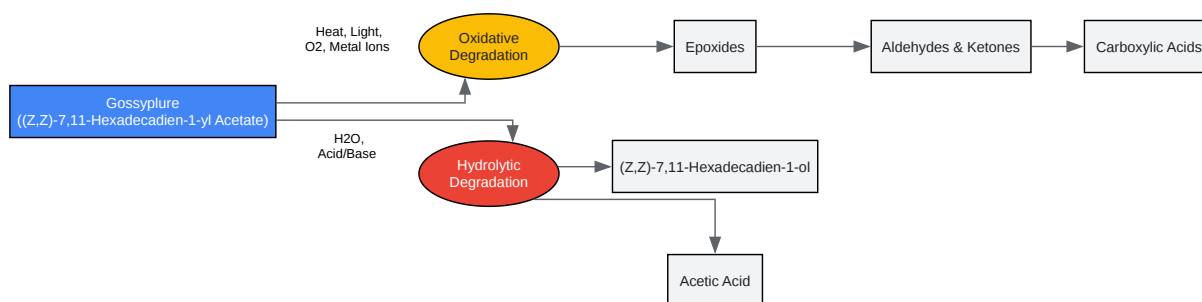 Heat, Light,
O2, Metal Ions
Oxidative
Degradation
Epoxides
Aldehydes & Ketones
Carboxylic Acids
Gossyplure
((Z,Z)-7,11-Hexadecadien-1-yl Acetate)
H2O,
Acid/Base
Hydrolytic
Degradation
(Z,Z)-7,11-Hexadecadien-1-ol
Acetic Acid